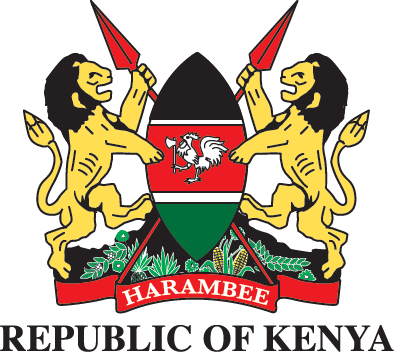 HARAMBEE
REPUBLIC OF KENYA